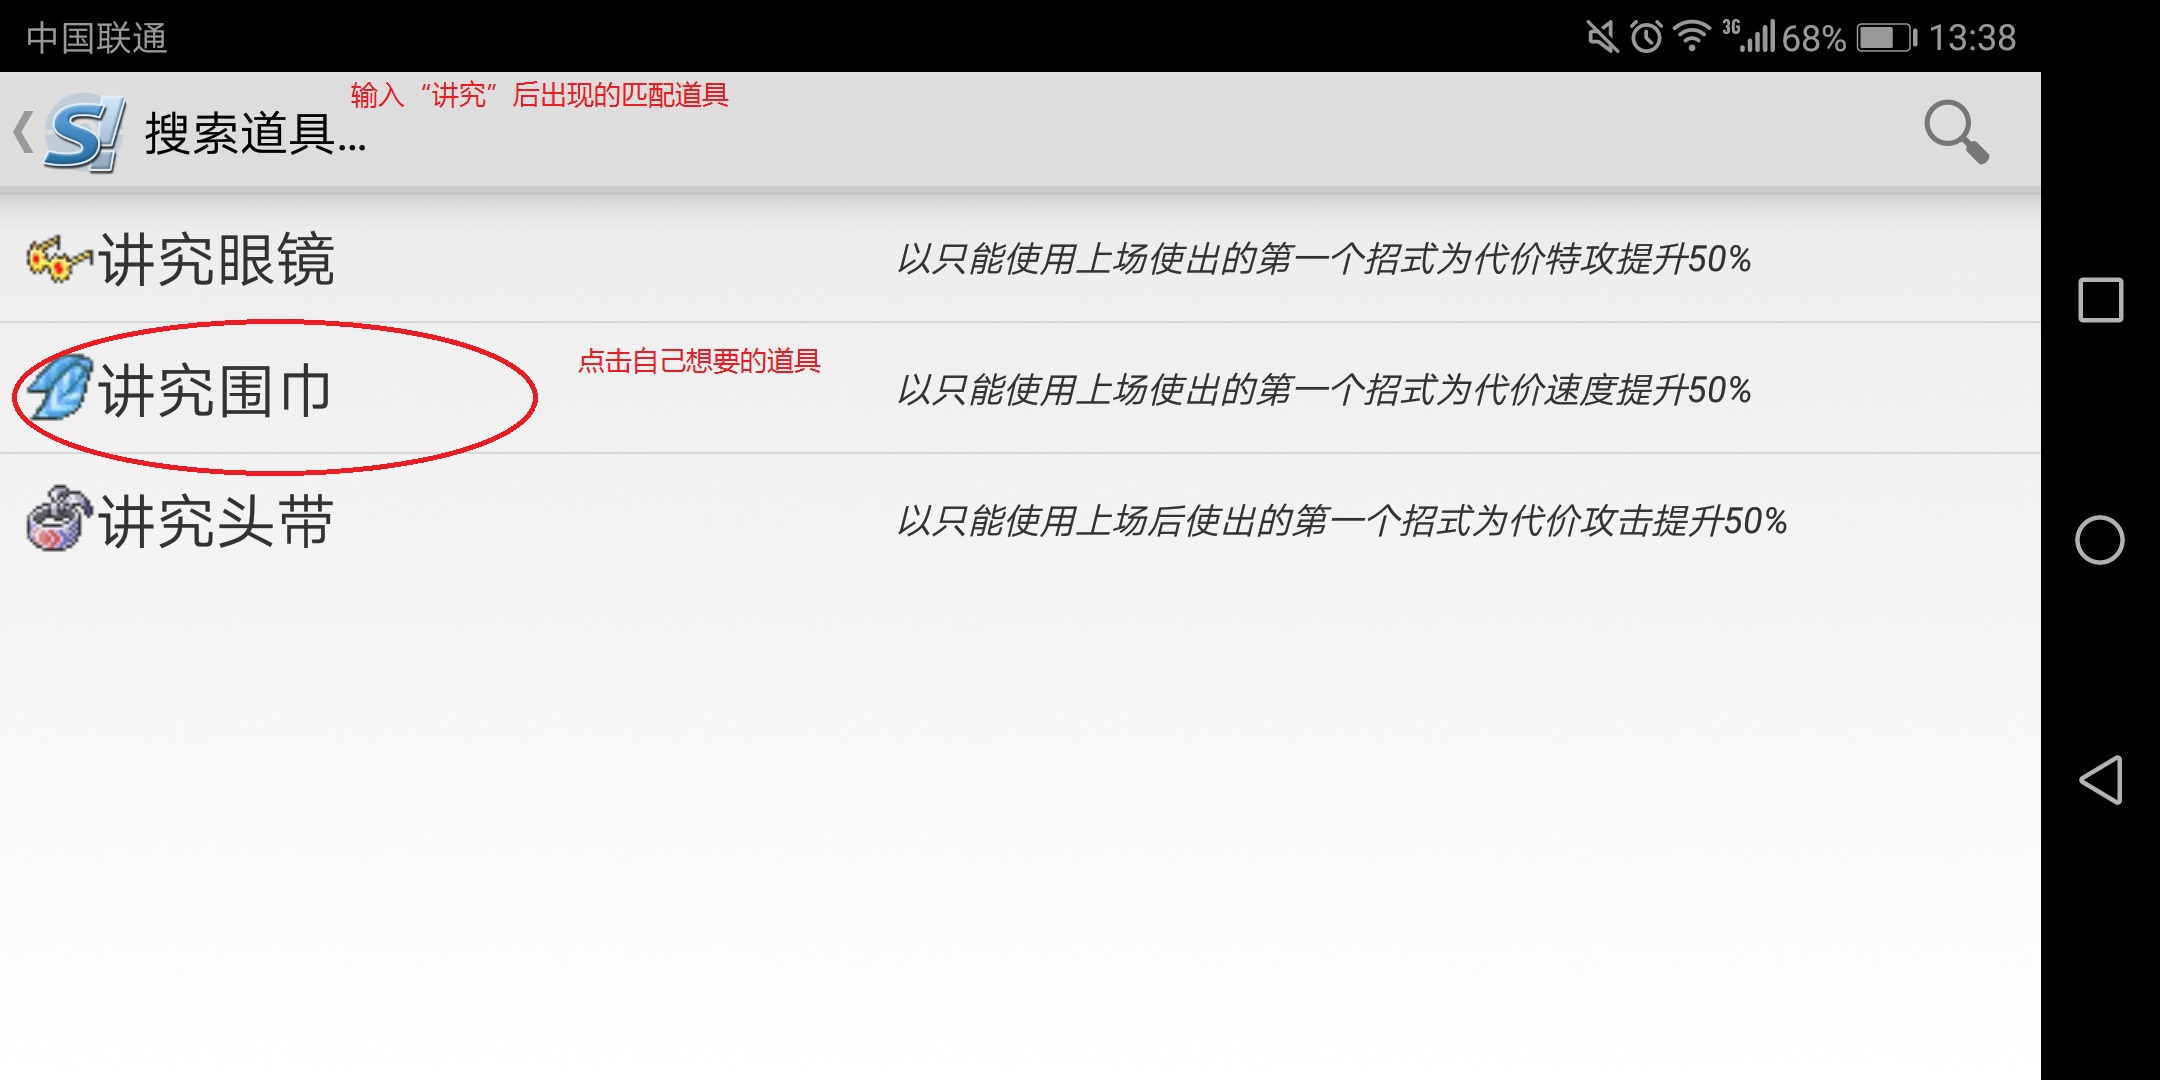 中国联通
3G 68% 13:38
输入“讲究”后出现的匹配道具
S! 搜索道具...
讲究眼镜 以只能使用上场使出的第一个招式为代价特攻提升50%
点击自己想要的道具
讲究围巾 以只能使用上场使出的第一个招式为代价速度提升50%
讲究头带 以只能使用上场后使出的第一个招式为代价攻击提升50%